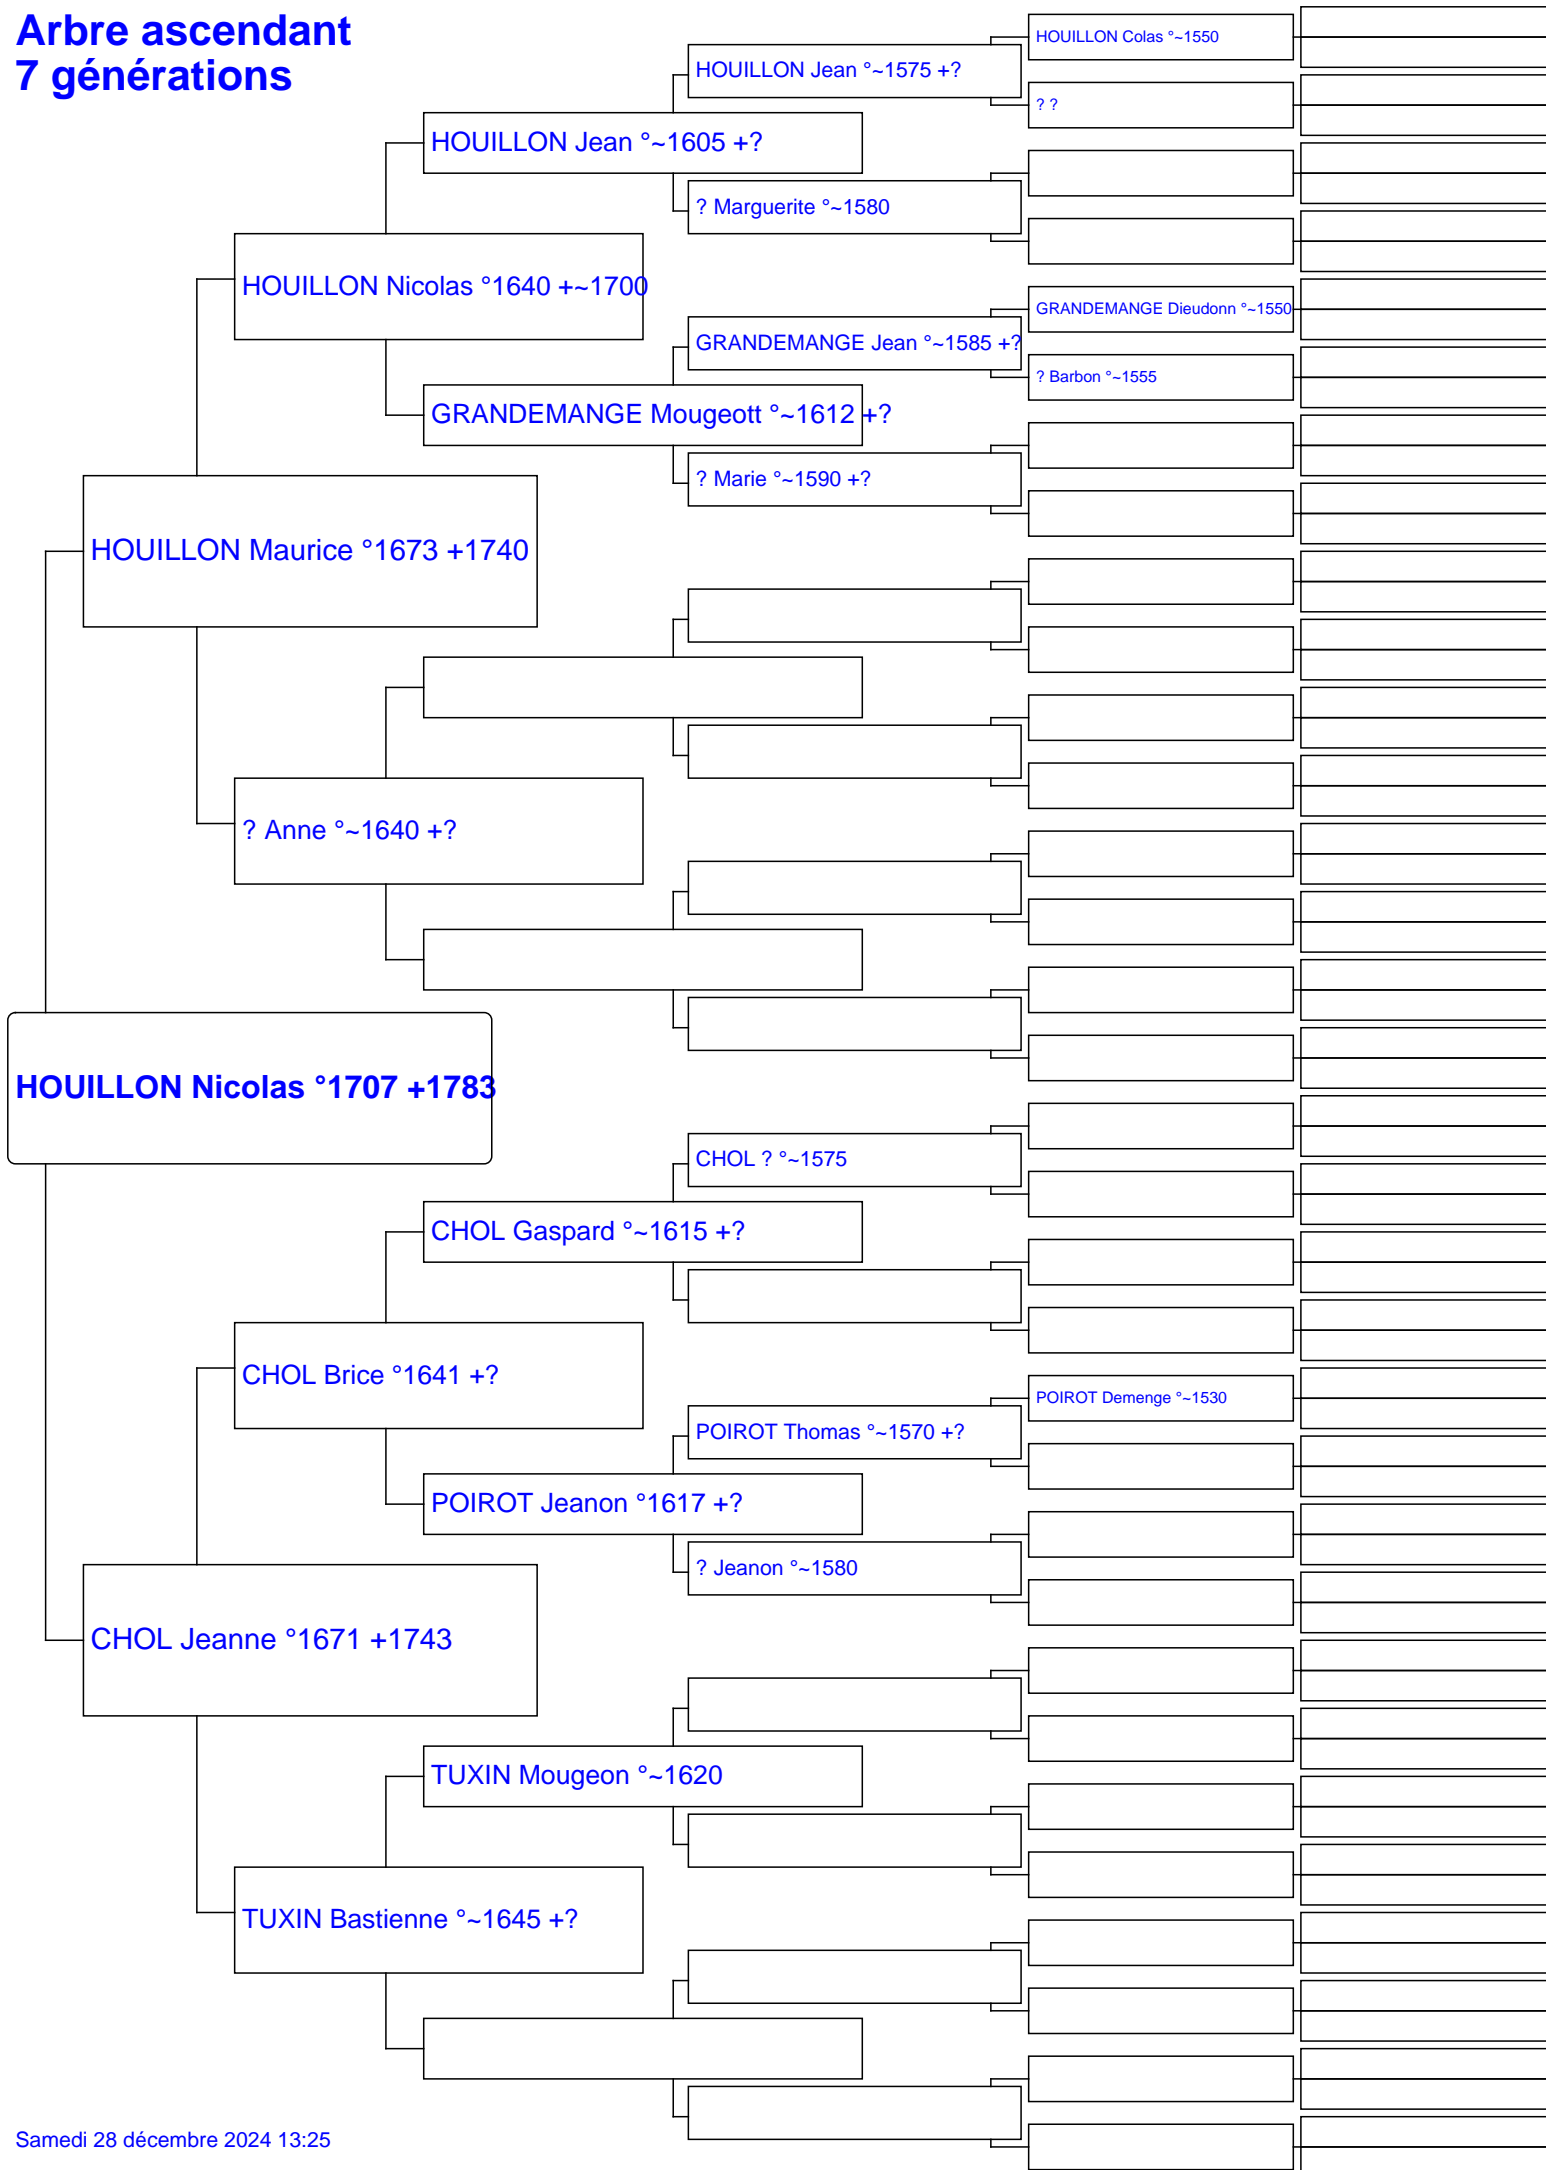 Arbre ascendant
7 générations
HOUILLON Colas °~1550
HOUILLON Jean °~1575 +?
? ?
HOUILLON Jean °~1605 +?
? Marguerite °~1580
HOUILLON Nicolas °1640 +~1700
GRANDEMANGE Dieudonn °~1550
GRANDEMANGE Jean °~1585 +?
? Barbon °~1555
GRANDEMANGE Mougeott °~1612 +?
? Marie °~1590 +?
HOUILLON Maurice °1673 +1740
? Anne °~1640 +?
HOUILLON Nicolas °1707 +1783
CHOL ? °~1575
CHOL Gaspard °~1615 +?
CHOL Brice °1641 +?
POIROT Demenge °~1530
POIROT Thomas °~1570 +?
POIROT Jeanon °1617 +?
? Jeanon °~1580
CHOL Jeanne °1671 +1743
TUXIN Mougeon °~1620
TUXIN Bastienne °~1645 +?
Samedi 28 décembre 2024 13:25